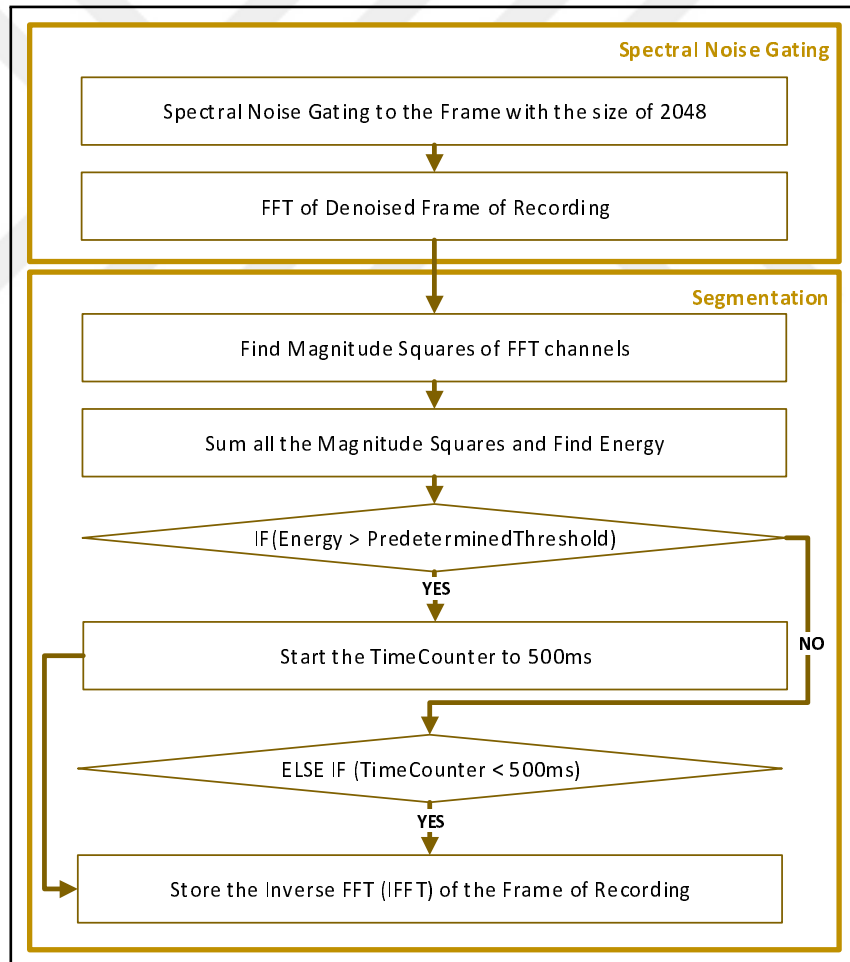 Spectral Noise Gating
Spectral Noise Gating to the Frame with the size of 2048
FFT of Denoised Frame of Recording
Segmentation
Find Magnitude Squares of FFT channels
Sum all the Magnitude Squares and Find Energy
IF(Energy > PredeterminedThreshold)
YES
Start the TimeCounter to 500ms
NO
ELSE IF (TimeCounter < 500ms)
YES
Store the Inverse FFT (IFFT) of the Frame of Recording